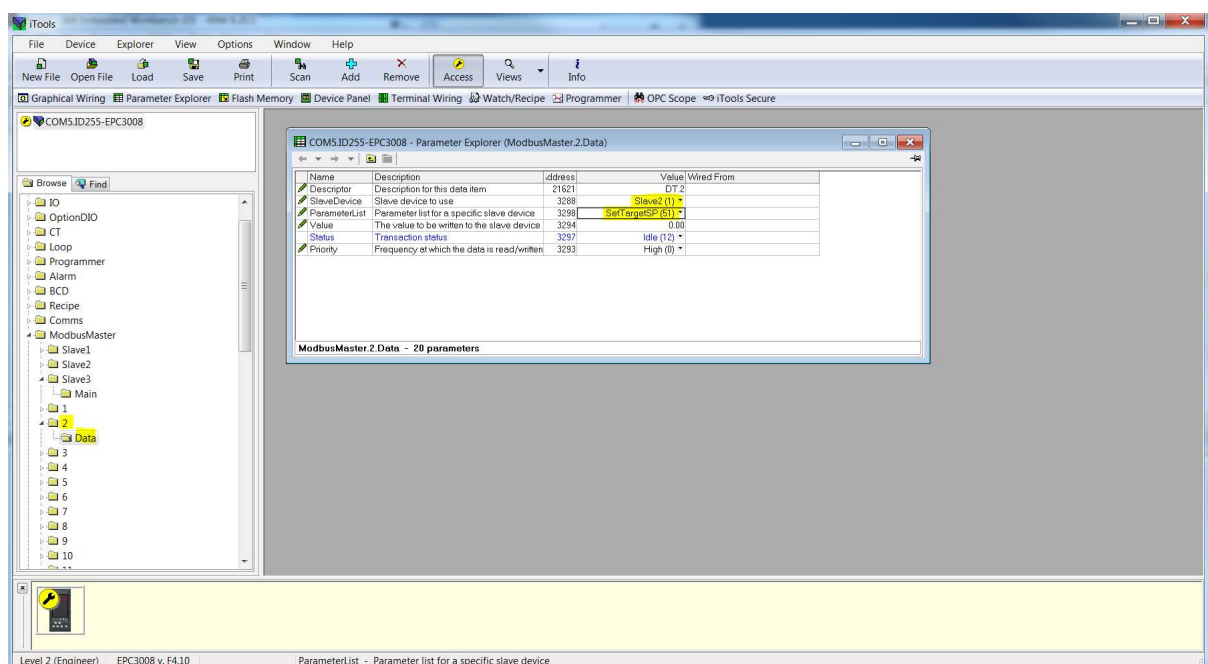 iTools
File Device Explorer View Options Window Help
New File Open File Load Save Print Scan Add Remove Access Views Info
Graphical Wiring Parameter Explorer Flash Memory Device Panel Terminal Wiring Watch/Recipe Programmer OPC Scope iTools Secure
COM5.ID255-EPC3008
Browse Find
IO
OptionDIO
CT
Loop
Programmer
Alarm
BCD
Recipe
Comms
ModbusMaster
Slave1
Slave2
Slave3
Main
1
2
Data
3
4
5
6
7
8
9
10
COM5.ID255-EPC3008 - Parameter Explorer (ModbusMaster.2.Data)
Name Description ddress Value Wired From
Descriptor Description for this data item 21621 DT.2
SlaveDevice Slave device to use 3288 Slave2 (1)
ParameterList Parameter list for a specific slave device 3298 SetTargetSP (51)
Value The value to be written to the slave device 3294 0.00
Status Transaction status 3297 Idle (12)
Priority Frequency at which the data is read/written 3293 High (0)
ModbusMaster.2.Data - 20 parameters
Level 2 (Engineer) EPC3008 v. F4.10 ParameterList - Parameter list for a specific slave device